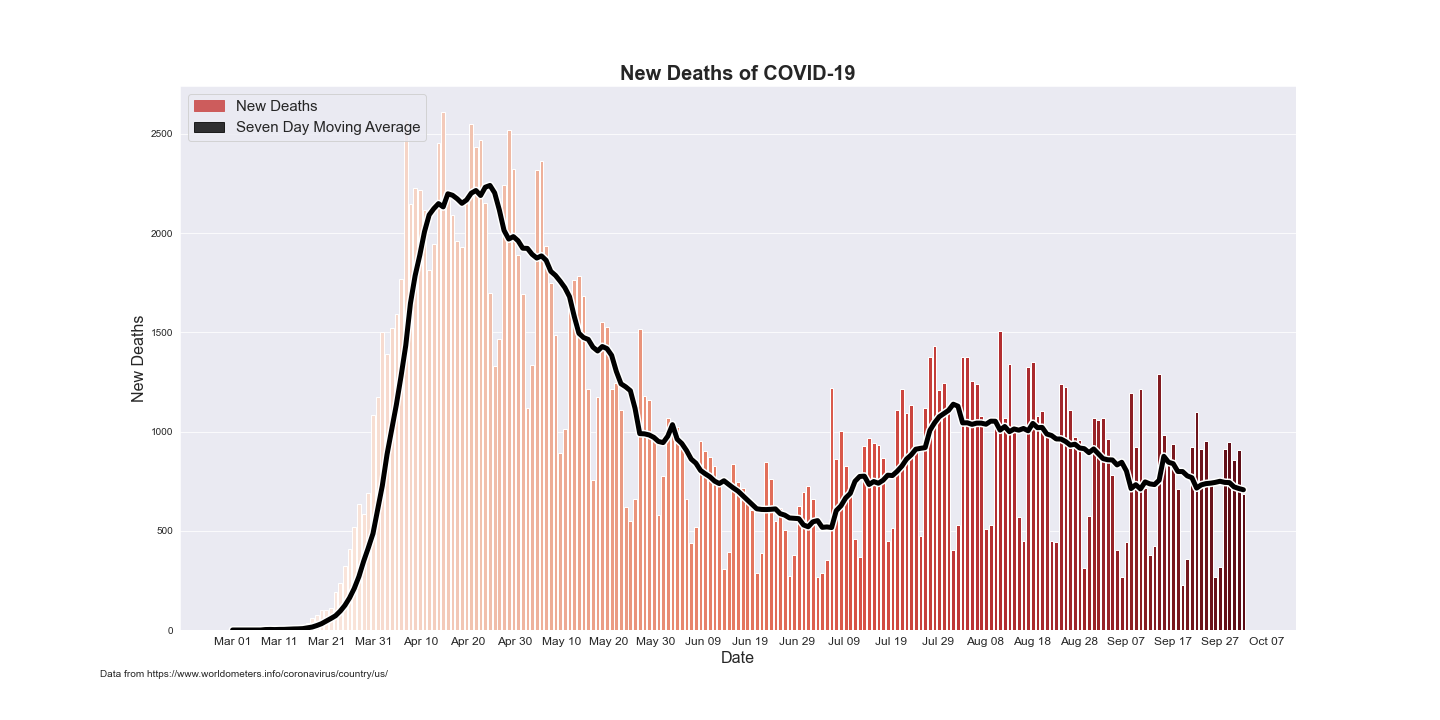 New Deaths of COVID-19
New Deaths
Seven Day Moving Average
2500
2000
1500
1000
500
0
New Deaths
Mar 01 Mar 11 Mar 21 Mar 31 Apr 10 Apr 20 Apr 30 May 10 May 20 May 30 Jun 09 Jun 19 Jun 29 Jul 09 Jul 19 Jul 29 Aug 08 Aug 18 Aug 28 Sep 07 Sep 17 Sep 27 Oct 07
Date
Data from https://www.worldometers.info/coronavirus/country/us/